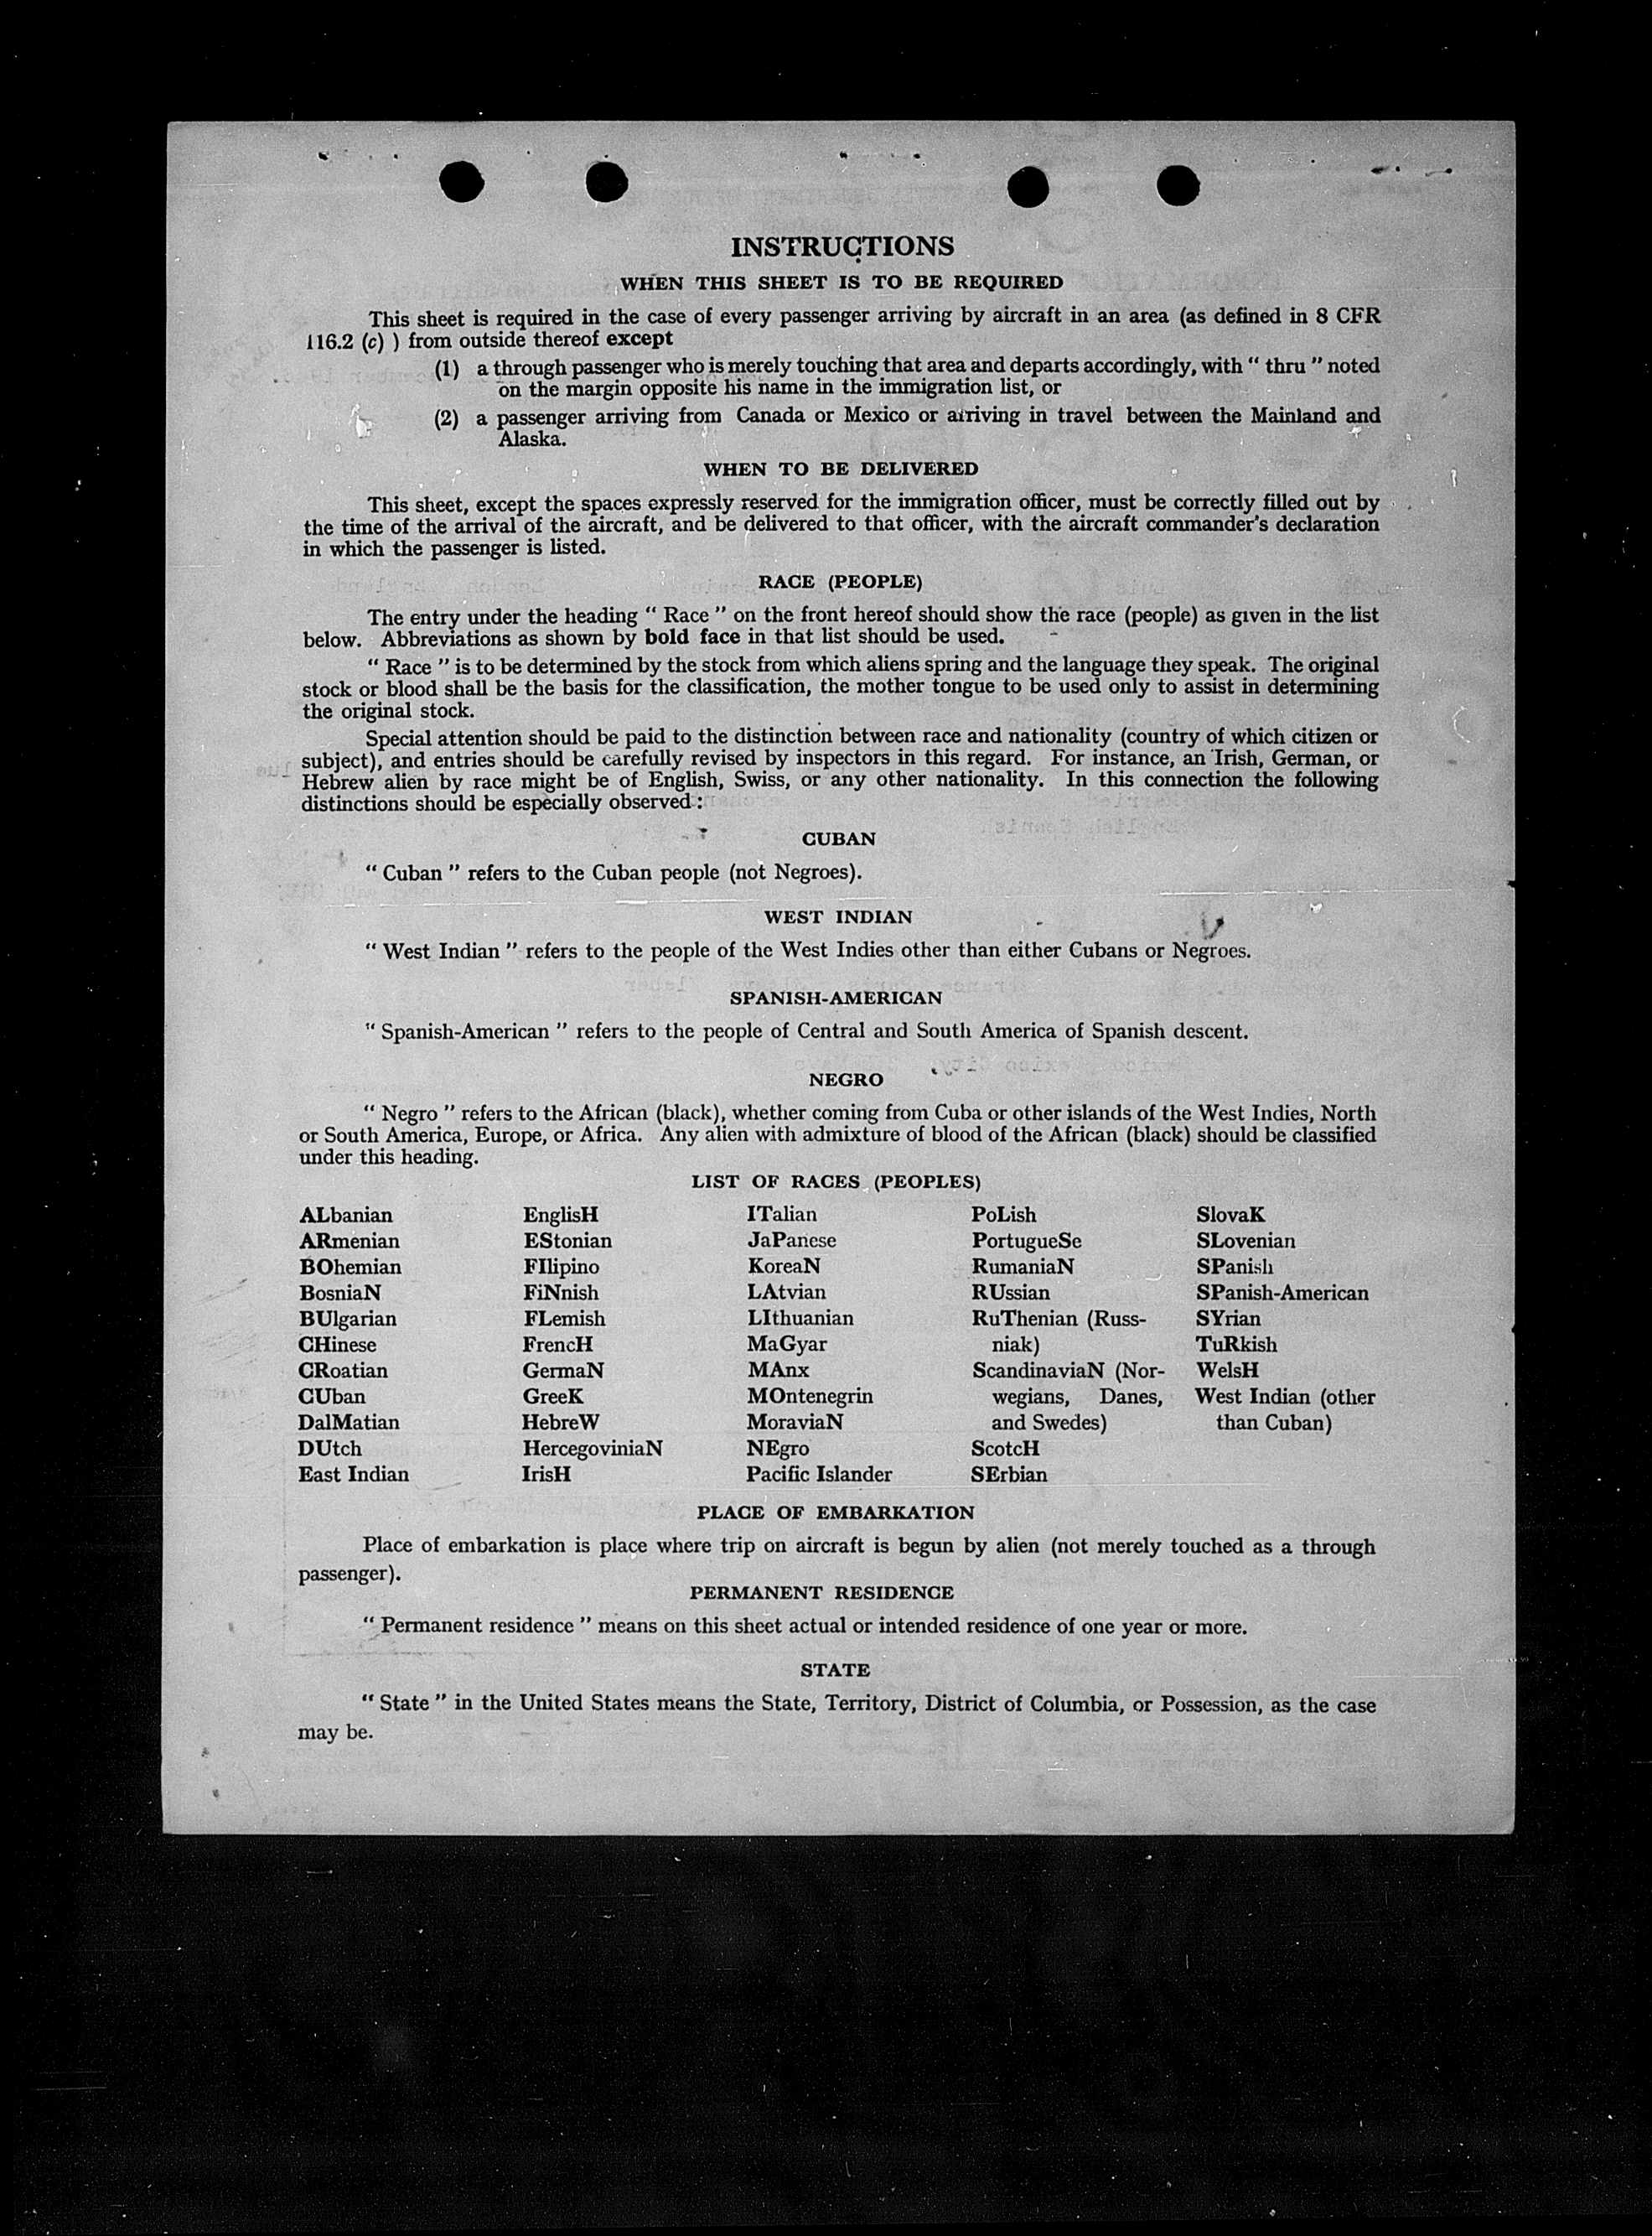 INSTRUCTIONS
WHEN THIS SHEET IS TO BE REQUIRED
This sheet is required in the case of every passenger arriving by aircraft in an area (as defined in 8 CFR
116.2 (c) ) from outside thereof except
(1) a through passenger who is merely touching that area and departs accordingly, with “ thru ” noted
on the margin opposite his name in the immigration list, or
(2) a passenger arriving from Canada or Mexico or arriving in travel between the Mainland and
Alaska.
WHEN TO BE DELIVERED
This sheet, except the spaces expressly reserved for the immigration officer, must be correctly filled out by
the time of the arrival of the aircraft, and be delivered to that officer, with the aircraft commander's declaration
in which the passenger is listed.
RACE (PEOPLE)
The entry under the heading “ Race ” on the front hereof should show the race (people) as given in the list
below. Abbreviations as shown by bold face in that list should be used.
“ Race ” is to be determined by the stock from which aliens spring and the language they speak. The original
stock or blood shall be the basis for the classification, the mother tongue to be used only to assist in determining
the original stock.
Special attention should be paid to the distinction between race and nationality (country of which citizen or
subject), and entries should be carefully revised by inspectors in this regard. For instance, an Irish, German, or
Hebrew alien by race might be of English, Swiss, or any other nationality. In this connection the following
distinctions should be especially observed :
CUBAN
“ Cuban ” refers to the Cuban people (not Negroes).
WEST INDIAN
“ West Indian ” refers to the people of the West Indies other than either Cubans or Negroes.
SPANISH-AMERICAN
“ Spanish-American ” refers to the people of Central and South America of Spanish descent.
NEGRO
“ Negro ” refers to the African (black), whether coming from Cuba or other islands of the West Indies, North
or South America, Europe, or Africa. Any alien with admixture of blood of the African (black) should be classified
under this heading.
LIST OF RACES (PEOPLES)
ALbanian
ARmenian
BOhemian
BosniaN
BUlgarian
CHinese
CRoatian
CUban
DalMatian
DUtch
East Indian
EnglisH
EStonian
FIlipino
FiNnish
FLemish
FrencH
GermaN
GreeK
HebreW
HercegoviniaN
IrisH
ITalian
JaPanese
KoreaN
LAtvian
LIthuanian
MaGyar
MAnx
MOntenegrin
MoraviaN
NEgro
Pacific Islander
PoLish
PortugueSe
RumaniaN
RUssian
RuThenian (Russ-
niak)
ScandinaviaN (Nor-
wegians, Danes,
and Swedes)
ScotcH
SErbian
SlovaK
SLovenian
SPanish
SPanish-American
SYrian
TuRkish
WelsH
West Indian (other
than Cuban)
PLACE OF EMBARKATION
Place of embarkation is place where trip on aircraft is begun by alien (not merely touched as a through
passenger).
PERMANENT RESIDENCE
“ Permanent residence ” means on this sheet actual or intended residence of one year or more.
STATE
“ State ” in the United States means the State, Territory, District of Columbia, or Possession, as the case
may be.